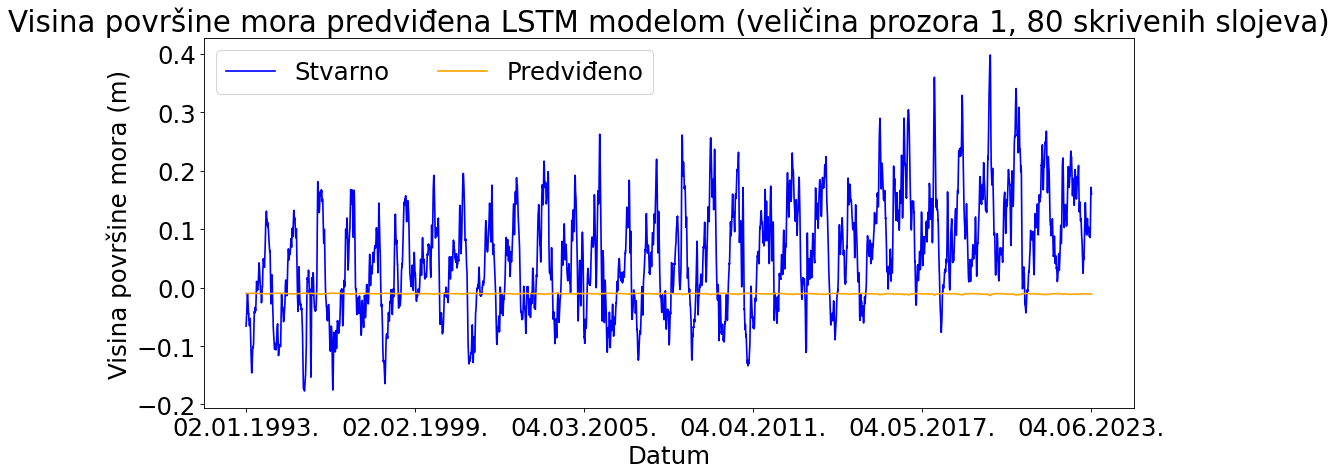 Visina površine mora predviđena LSTM modelom (veličina prozora 1, 80 skrivenih slojeva)
Stvarno Predviđeno
Visina površine mora (m)
0.4
0.3
0.2
0.1
0.0
−0.1
−0.2
02.01.1993. 02.02.1999. 04.03.2005. 04.04.2011. 04.05.2017. 04.06.2023.
Datum